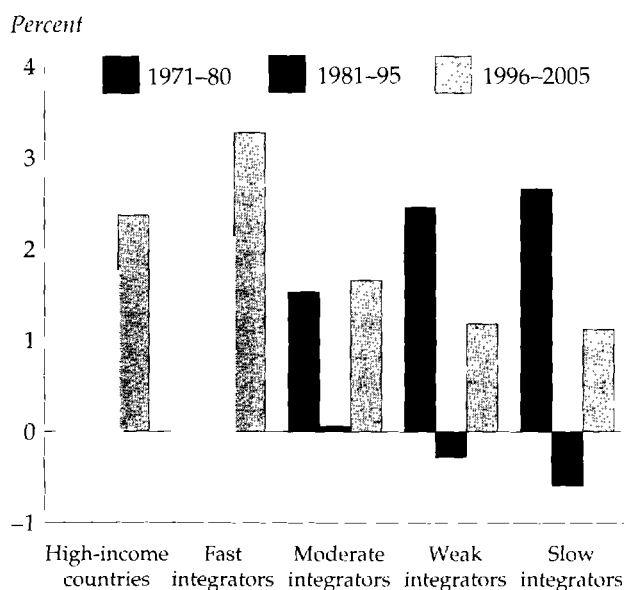 Percent
4
1971–80 1981–95 1996–2005
3
2
1
0
–1
High-income countries
Fast integrators
Moderate integrators
Weak integrators
Slow integrators